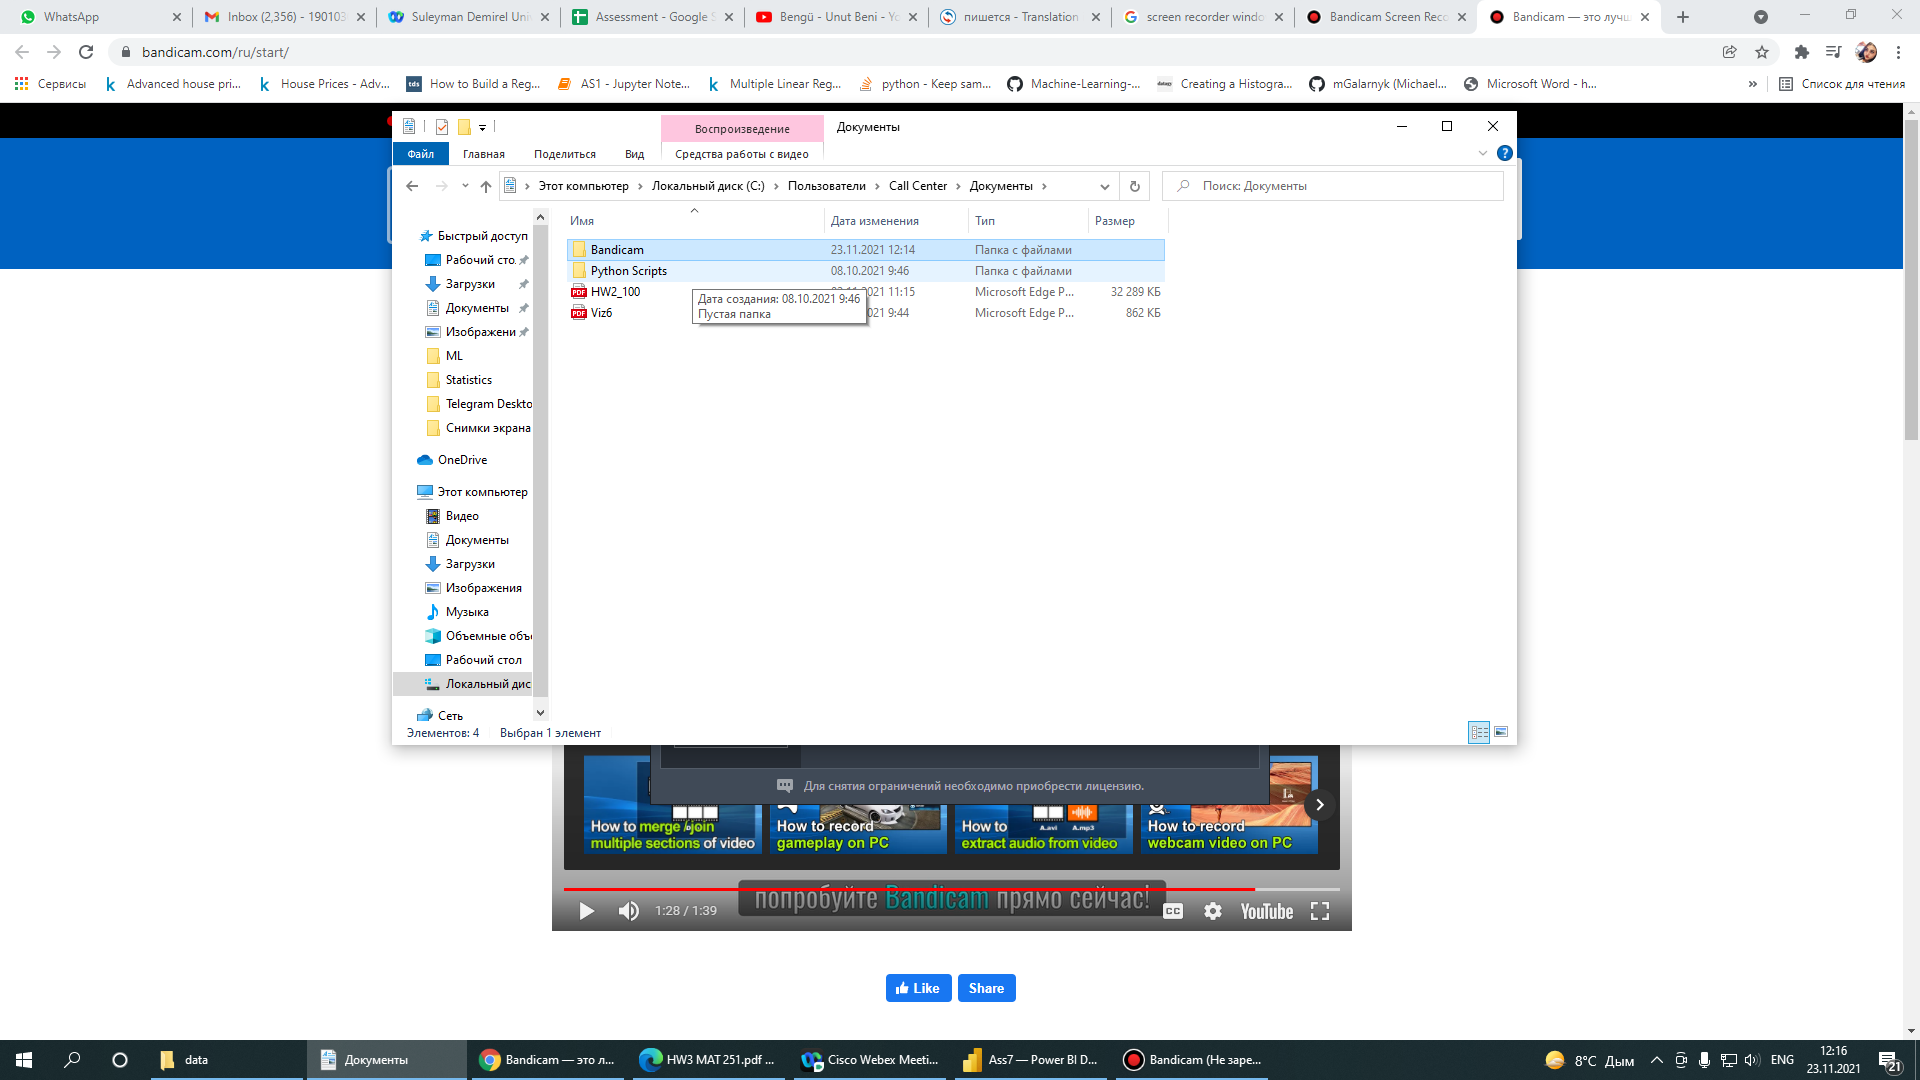 WhatsApp
Inbox (2,356) - 190103
Suleyman Demirel Uni
Assessment - Google S
Bengü - Unut Beni - Yo
пишется - Translation
screen recorder windo
Bandicam Screen Reco
Bandicam — это лучш
bandicam.com/ru/start/
Сервисы
Advanced house pri...
House Prices - Adv...
How to Build a Reg...
AS1 - Jupyter Note...
Multiple Linear Reg...
python - Keep sam...
Machine-Learning-...
Creating a Histogra...
mGalarnyk (Michael...
Microsoft Word - h...
Список для чтения
Воспроизведение
Документы
Файл
Главная
Поделиться
Вид
Средства работы с видео
Этот компьютер
Локальный диск (C:)
Пользователи
Call Center
Документы
Поиск: Документы
Имя
Дата изменения
Тип
Размер
Bandicam
23.11.2021 12:14
Папка с файлами
Python Scripts
08.10.2021 9:46
Папка с файлами
HW2_100
11:15
Microsoft Edge P...
32 289 КБ
Viz6
021 9:44
Microsoft Edge P...
862 КБ
Дата создания: 08.10.2021 9:46
Пустая папка
Быстрый доступ
Рабочий сто.
Загрузки
Документы
Изображени
ML
Statistics
Telegram Deskto
Снимки экрана
OneDrive
Этот компьютер
Видео
Документы
Загрузки
Изображения
Музыка
Объемные объ
Рабочий стол
Локальный дис
Сеть
Элементов: 4
Выбран 1 элемент
Для снятия ограничений необходимо приобрести лицензию.
How to merge / join
multiple sections of video
How to record
gameplay on PC
How to
extract audio from video
A.avi
A.mp3
How to record
webcam video on PC
попробуйте Bandicam прямо сейчас!
1:28 / 1:39
CC
YouTube
Like
Share
data
Документы
Bandicam — это л...
HW3 MAT 251.pdf ...
Cisco Webex Meeti...
Ass7 — Power BI D...
Bandicam (Не заре...
8°C Дым
ENG
12:16
23.11.2021
21